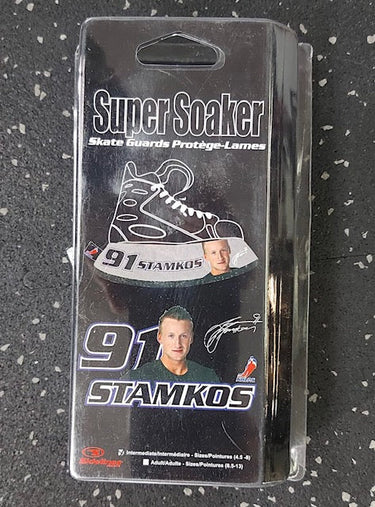 Super Soaker
Skate Guards Protège-Lames
91 STAMKOS
91
STAMKOS
Intermediate/Intermédiaire - Sizes/Pointures (4.5 -8)
Adult/Adulte - Sizes/Pointures (8.5-13)